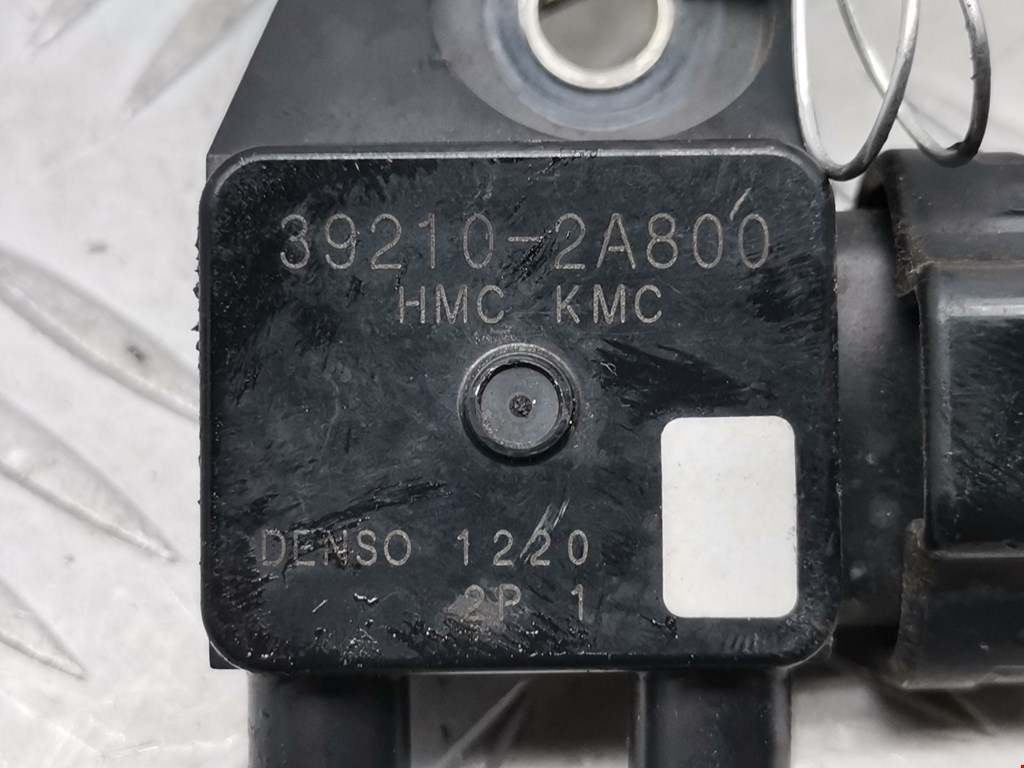 39210-2A800
HMC KMC
DENSO 1220
2P 1